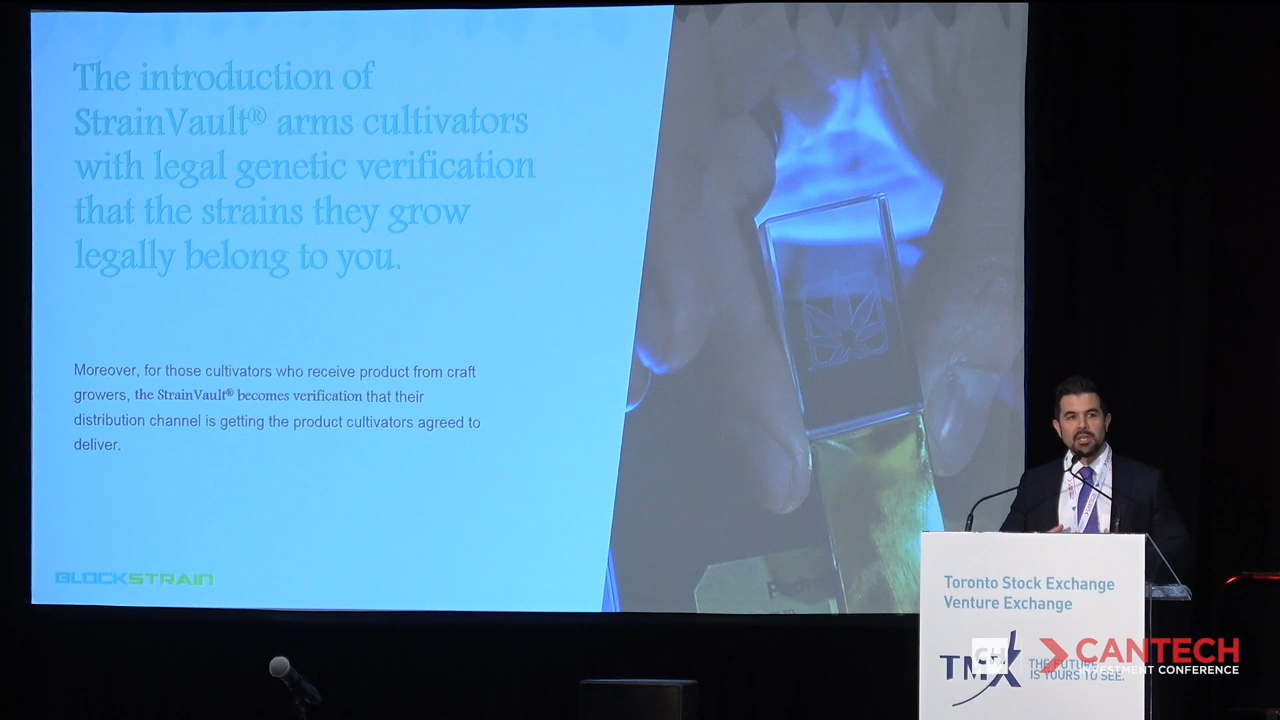 The introduction of
StrainVault® arms cultivators
with legal genetic verification
that the strains they grow
legally belong to you.
Moreover, for those cultivators who receive product from craft
growers, the StrainVault® becomes verification that their
distribution channel is getting the product cultivators agreed to
deliver.
BLOCKSTRAIN
Toronto Stock Exchange
Venture Exchange
TMX
THE FUTURE
IS YOURS TO SEE.
CH
CANTECH
INVESTMENT CONFERENCE